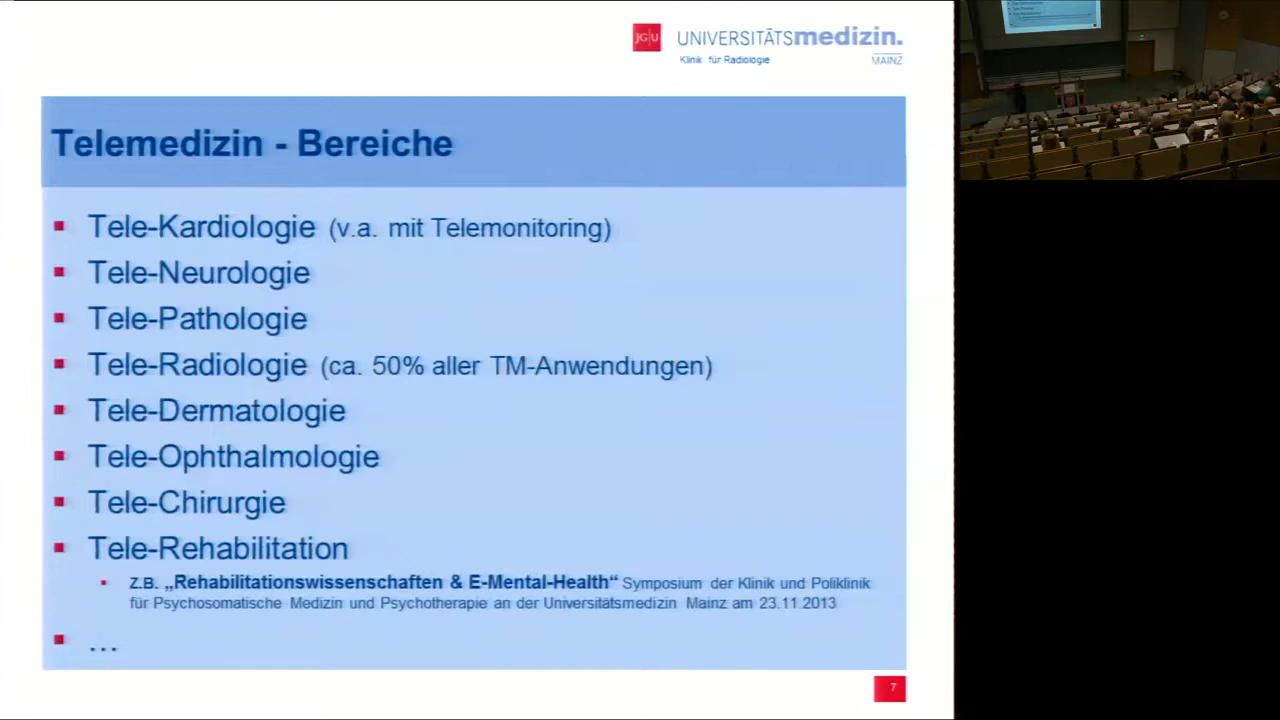 JG|U
UNIVERSITÄTSmedizin.
Klinik für Radiologie
MAINZ
Telemedizin - Bereiche
Tele-Kardiologie (v.a. mit Telemonitoring)
Tele-Neurologie
Tele-Pathologie
Tele-Radiologie (ca. 50% aller TM-Anwendungen)
Tele-Dermatologie
Tele-Ophthalmologie
Tele-Chirurgie
Tele-Rehabilitation
Z.B. „Rehabilitationswissenschaften & E-Mental-Health“ Symposium der Klinik und Poliklinik
für Psychosomatische Medizin und Psychotherapie an der Universitätsmedizin Mainz am 23.11.2013
...
7